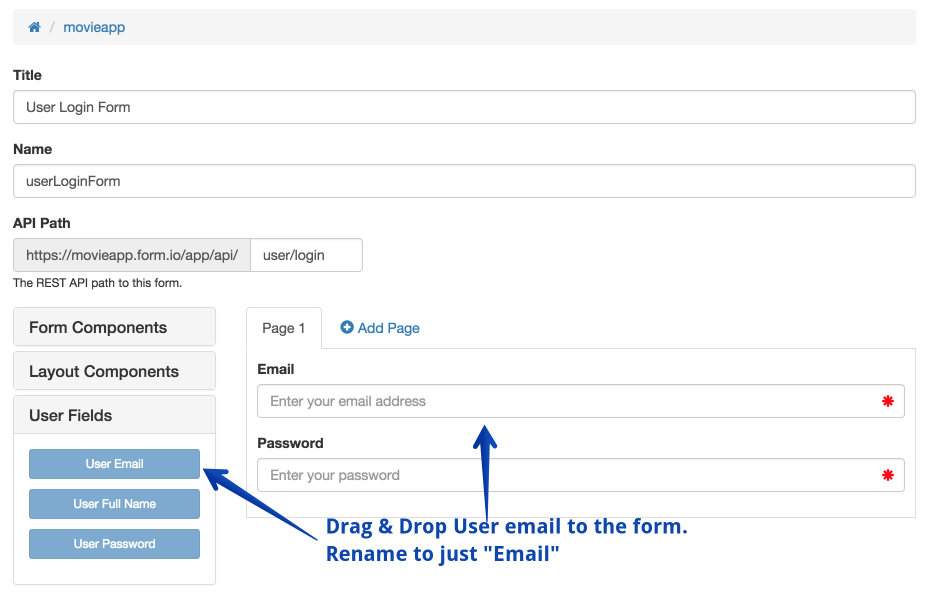 / movieapp
Title
User Login Form
Name
userLoginForm
API Path
https://movieapp.form.io/app/api/ user/login
The REST API path to this form.
Form Components
Layout Components
User Fields
User Email
User Full Name
User Password
Page 1 Add Page
Email
Enter your email address
Password
Enter your password
Drag & Drop User email to the form.
Rename to just "Email"